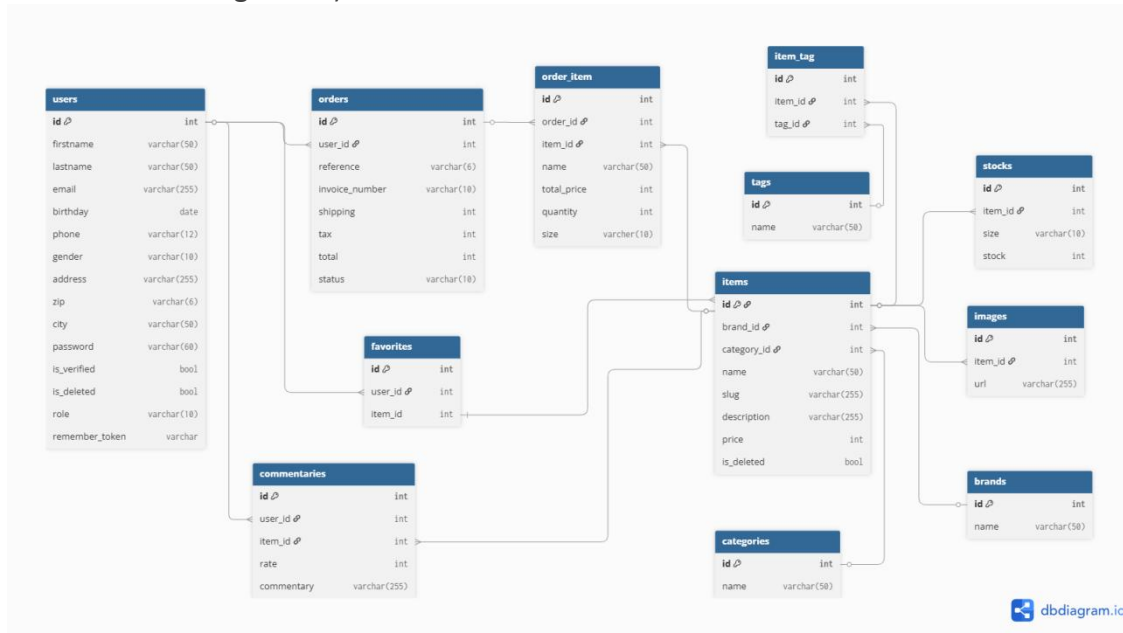 users
id int
firstname varchar(50)
lastname varchar(50)
email varchar(255)
birthday date
phone varchar(12)
gender varchar(10)
address varchar(255)
zip varchar(6)
city varchar(50)
password varchar(60)
is_verified bool
is_deleted bool
role varchar(10)
remember_token varchar
orders
id int
user_id int
reference varchar(6)
invoice_number varchar(10)
shipping int
tax int
total int
status varchar(10)
order_item
id int
order_id int
item_id int
name varchar(50)
total_price int
quantity int
size varcher(10)
item_tag
id int
item_id int
tag_id int
tags
id int
name varchar(50)
stocks
id int
item_id int
size varchar(10)
stock int
items
id int
brand_id int
category_id int
name varchar(50)
slug varchar(255)
description varchar(255)
price int
is_deleted bool
images
id int
item_id int
url varchar(255)
favorites
id int
user_id int
item_id int
commentaries
id int
user_id int
item_id int
rate int
commentary varchar(255)
categories
id int
name varchar(50)
brands
id int
name varchar(50)
dbdiagram.io